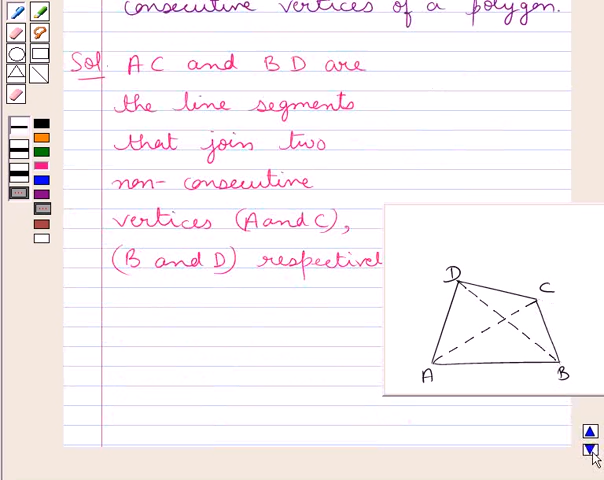 consecutive vertices of a polygon.
Sol. AC and BD are
the line segments
that join two
non-consecutive
vertices (A and C),
(B and D) respectivel
D
C
A
B